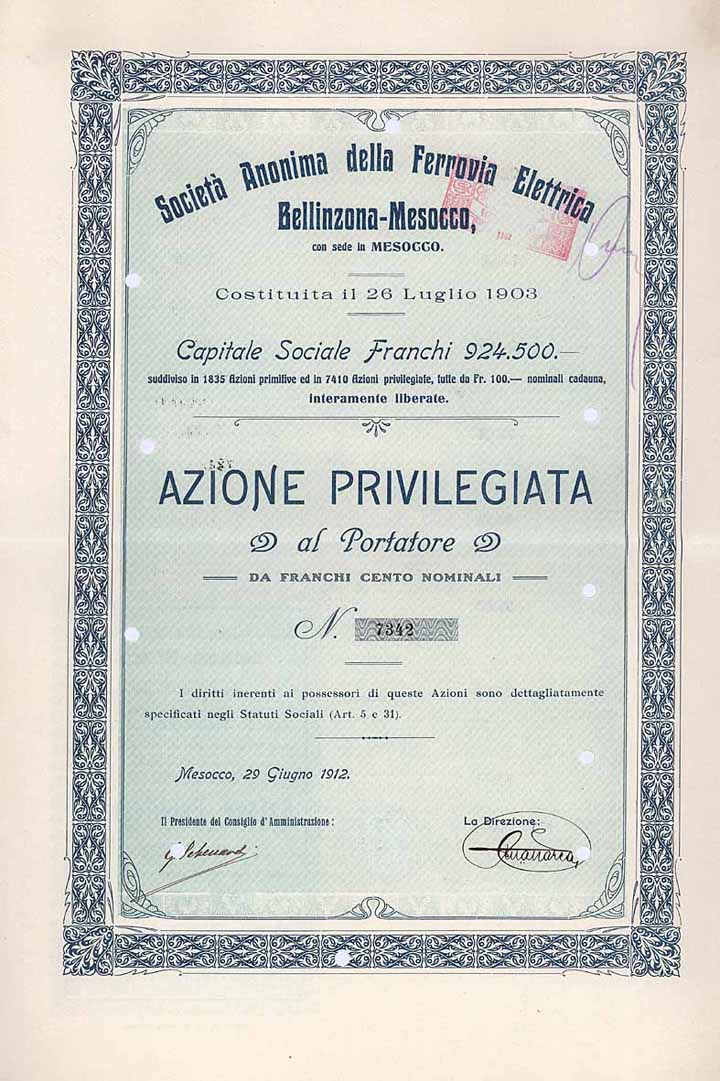 Società Anonima della Ferrovia Elettrica
Bellinzona-Mesocco,
con sede in MESOCCO.
Costituita il 26 Luglio 1903
Capitale Sociale Franchi 924.500.—
suddiviso in 1835 Azioni primitive ed in 7410 Azioni privilegiate, tutte da Fr. 100.— nominali cadauna,
interamente liberate.
AZIONE PRIVILEGIATA
al Portatore
DA FRANCHI CENTO NOMINALI
N. 7342
I diritti inerenti ai possessori di queste Azioni sono dettagliatamente
specificati negli Statuti Sociali (Art. 5 e 31).
Mesocco, 29 Giugno 1912.
Il Presidente del Consiglio d'Amministrazione:
La Direzione: